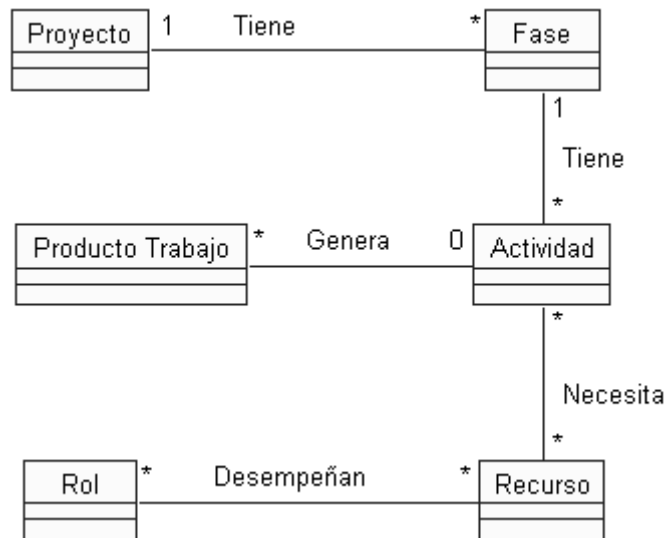 Proyecto 1 Tiene * Fase
1
Tiene
*
Producto Trabajo * Genera 0 Actividad
*
Necesita
*
Rol * Desempeñan * Recurso